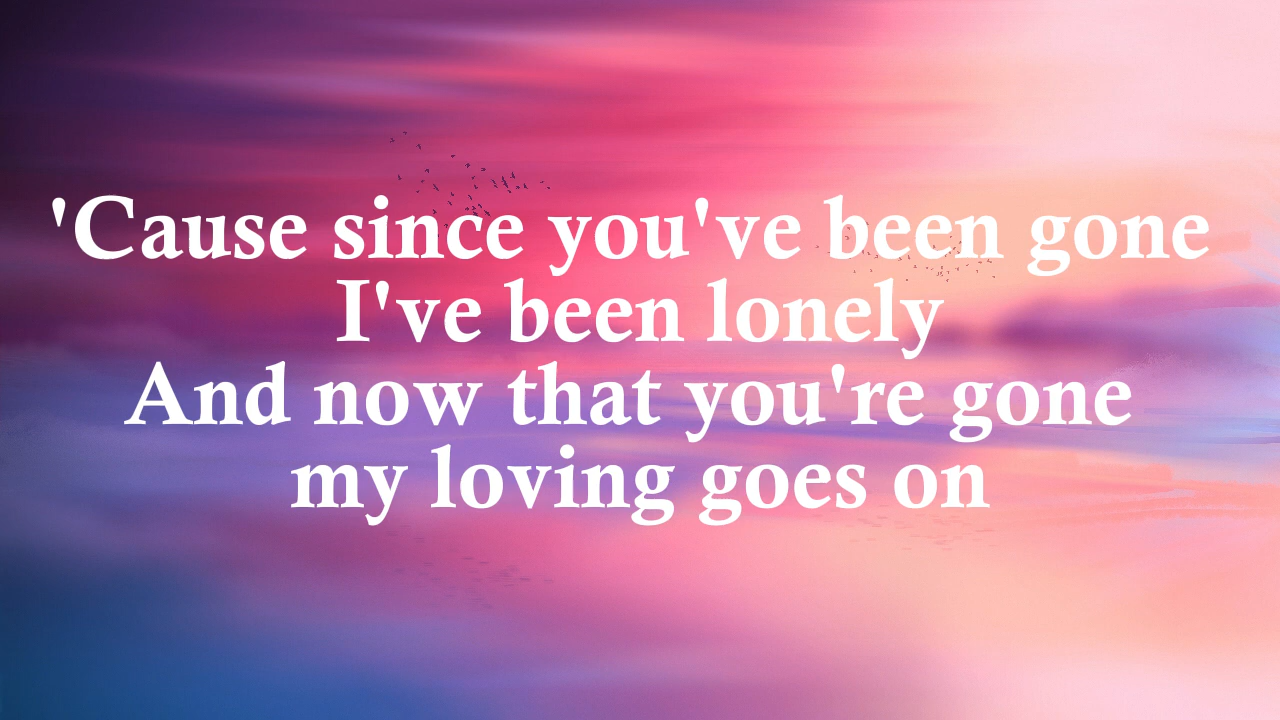 'Cause since you've been gone
I've been lonely
And now that you're gone
my loving goes on